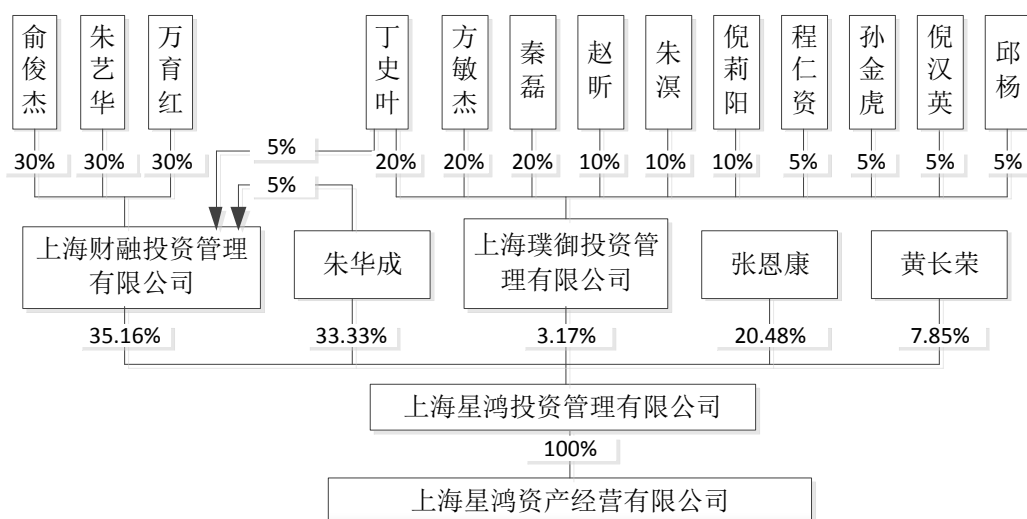 俞俊杰
朱艺华
万育红
丁史叶
方敏杰
秦磊
赵昕
朱溟
倪莉阳
程仁资
孙金虎
倪汉英
邱杨
5%
30%
30%
30%
20%
20%
20%
10%
10%
10%
5%
5%
5%
5%
5%
上海财融投资管理
有限公司
朱华成
上海璞御投资管
理有限公司
张恩康
黄长荣
35.16%
33.33%
3.17%
20.48%
7.85%
上海星鸿投资管理有限公司
100%
上海星鸿资产经营有限公司